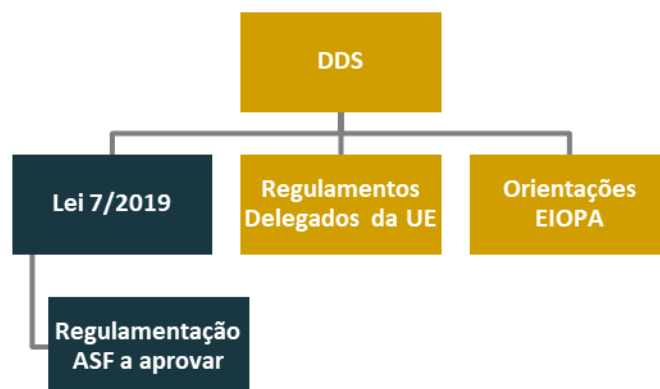 DDS
Lei 7/2019
Regulamentos
Delegados da UE
Orientações
EIOPA
Regulamentação
ASF a aprovar